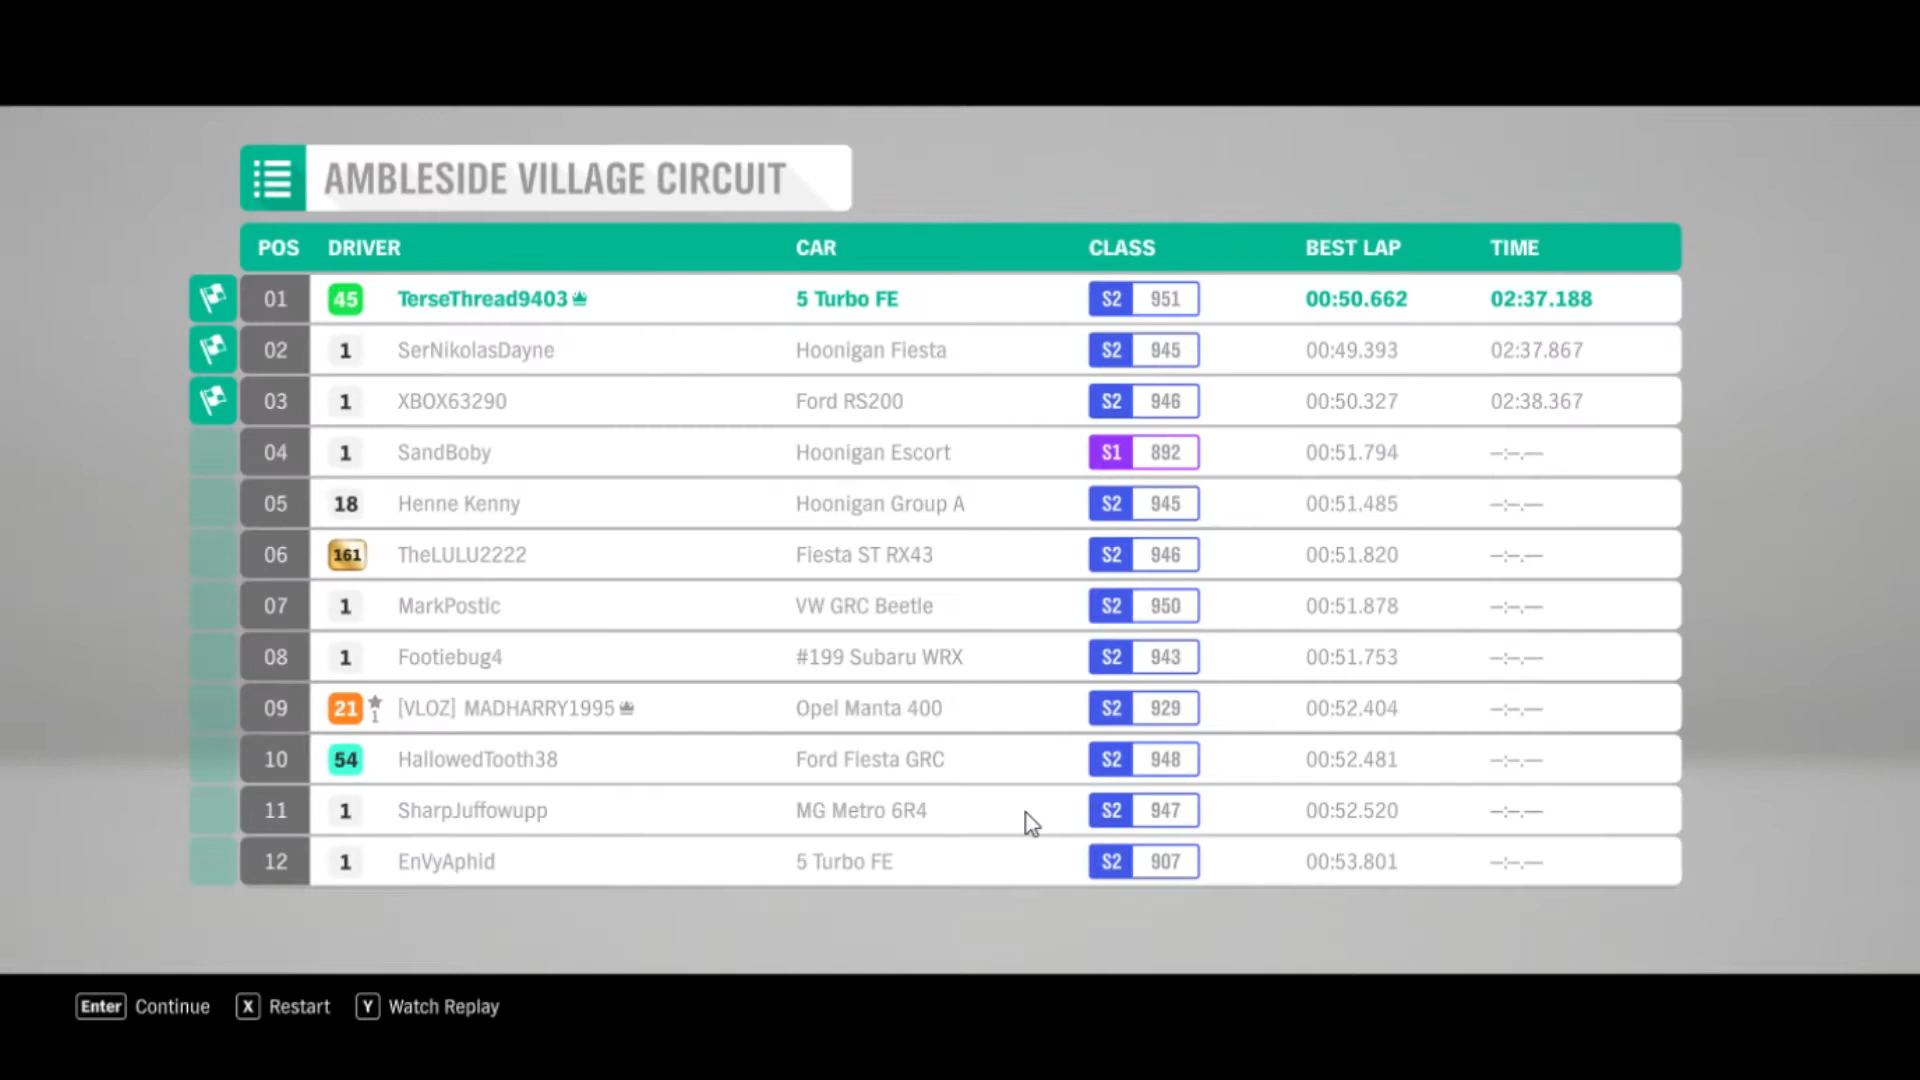 AMBLESIDE VILLAGE CIRCUIT
POS DRIVER CAR CLASS BEST LAP TIME
01 45 TerseThread9403 5 Turbo FE S2 951 00:50.662 02:37.188
02 1 SerNikolasDayne Hoonigan Fiesta S2 945 00:49.393 02:37.867
03 1 XBOX63290 Ford RS200 S2 946 00:50.327 02:38.367
04 1 SandBoby Hoonigan Escort S1 892 00:51.794 --:--.---
05 18 Henne Kenny Hoonigan Group A S2 945 00:51.485 --:--.---
06 161 TheLULU2222 Fiesta ST RX43 S2 946 00:51.820 --:--.---
07 1 MarkPostic VW GRC Beetle S2 950 00:51.878 --:--.---
08 1 Footiebug4 #199 Subaru WRX S2 943 00:51.753 --:--.---
09 21 1 [VLOZ] MADHARRY1995 Opel Manta 400 S2 929 00:52.404 --:--.---
10 54 HallowedTooth38 Ford Fiesta GRC S2 948 00:52.481 --:--.---
11 1 SharpJuffowupp MG Metro 6R4 S2 947 00:52.520 --:--.---
12 1 EnVyAphid 5 Turbo FE S2 907 00:53.801 --:--.---
Enter Continue X Restart Y Watch Replay